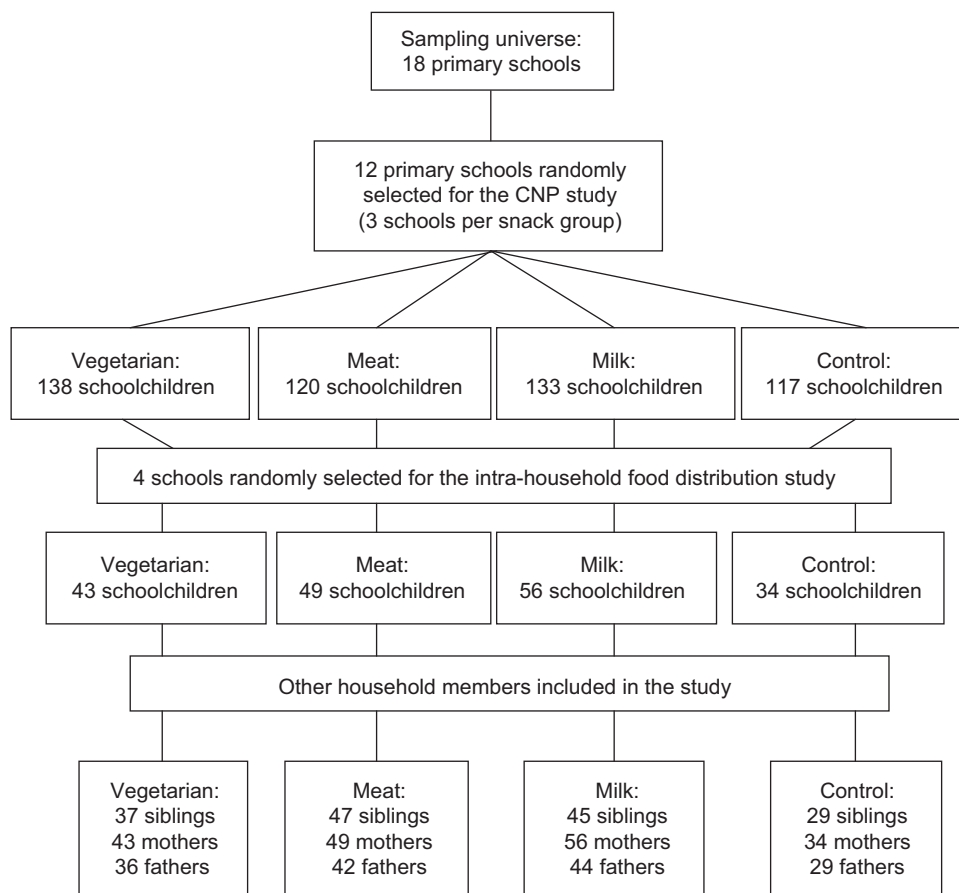 Sampling universe:
18 primary schools
12 primary schools randomly
selected for the CNP study
(3 schools per snack group)
Vegetarian:
138 schoolchildren
Meat:
120 schoolchildren
Milk:
133 schoolchildren
Control:
117 schoolchildren
4 schools randomly selected for the intra-household food distribution study
Vegetarian:
43 schoolchildren
Meat:
49 schoolchildren
Milk:
56 schoolchildren
Control:
34 schoolchildren
Other household members included in the study
Vegetarian:
37 siblings
43 mothers
36 fathers
Meat:
47 siblings
49 mothers
42 fathers
Milk:
45 siblings
56 mothers
44 fathers
Control:
29 siblings
34 mothers
29 fathers